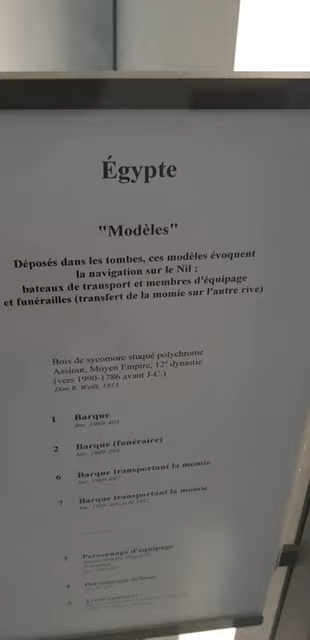 Égypte
"Modèles"
Déposés dans les tombes, ces modèles évoquent
la navigation sur le Nil :
bateaux de transport et membres d'équipage
et funérailles (transfert de la momie sur l'autre rive)
Bois de sycomore stuqué polychrome
Assiout, Moyen Empire, 12e dynastie
(vers 1990-1786 avant J-C.)
Don R. Weill, 1913
1 Barque
2 Barque (funéraire)
6 Barque transportant la momie
7 Barque transportant la momie
Personnage d'équipage